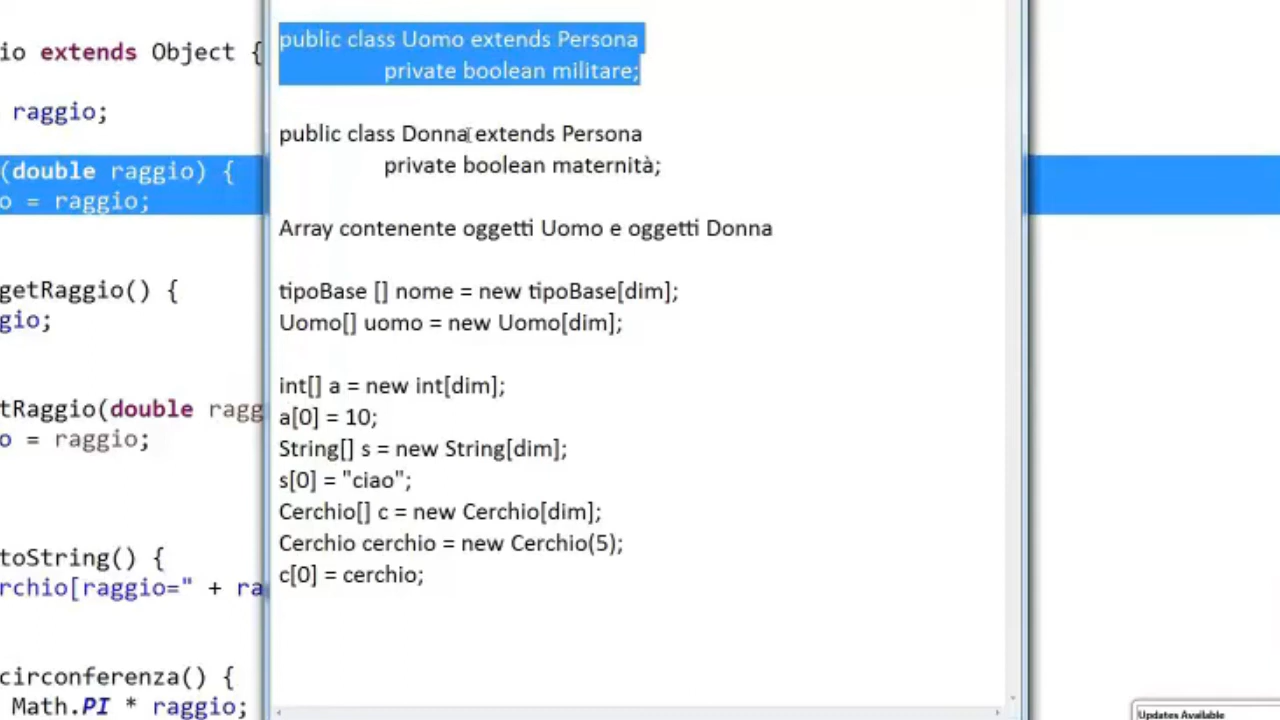 io extends Object {
raggio;
(double raggio) {
o = raggio;
getRaggio() {
gio;
tRaggio(double ragg
o = raggio;
toString() {
rchio[raggio=" + ra
circonferenza() {
Math.PI * raggio;
public class Uomo extends Persona
private boolean militare;
public class Donna extends Persona
private boolean maternità;
Array contenente oggetti Uomo e oggetti Donna
tipoBase [] nome = new tipoBase[dim];
Uomo[] uomo = new Uomo[dim];
int[] a = new int[dim];
a[0] = 10;
String[] s = new String[dim];
s[0] = "ciao";
Cerchio[] c = new Cerchio[dim];
Cerchio cerchio = new Cerchio(5);
c[0] = cerchio;
Updates Available